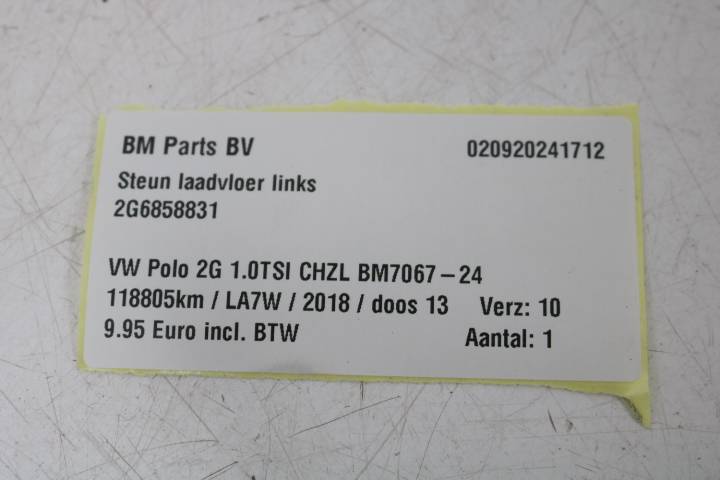 BM Parts BV 020920241712
Steun laadvloer links
2G6858831
VW Polo 2G 1.0TSI CHZL BM7067-24
118805km / LA7W / 2018 / doos 13 Verz: 10
9.95 Euro incl. BTW Aantal: 1